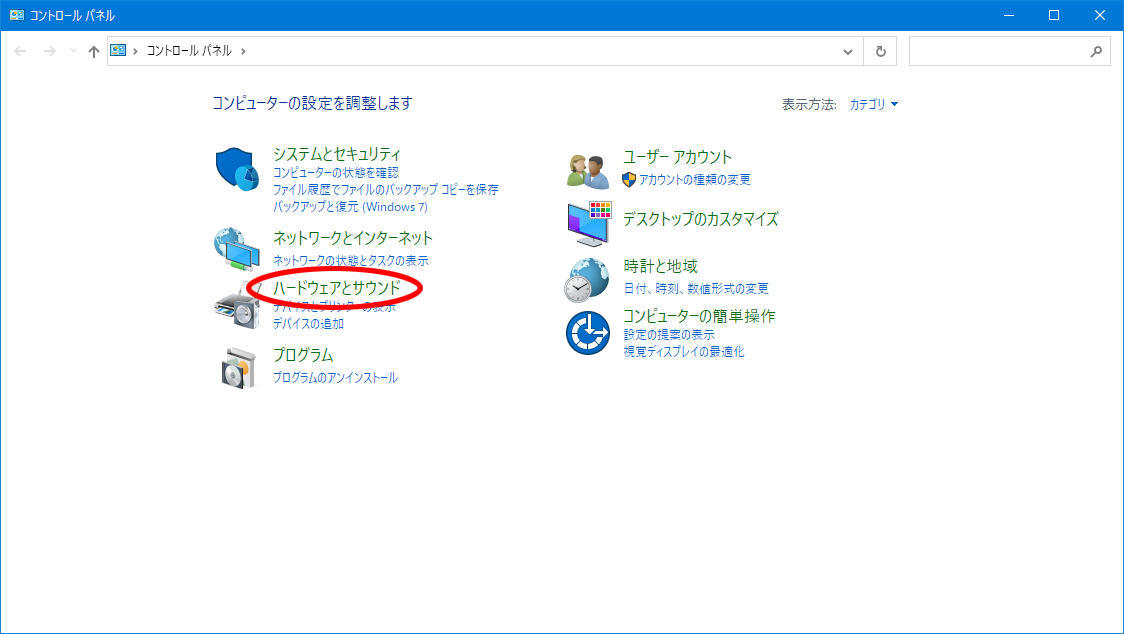 コントロール パネル
コントロール パネル
コンピューターの設定を調整します
表示方法: カテゴリ
システムとセキュリティ
コンピューターの状態を確認
ファイル履歴でファイルのバックアップ コピーを保存
バックアップと復元 (Windows 7)
ネットワークとインターネット
ネットワークの状態とタスクの表示
ハードウェアとサウンド
デバイスとプリンターの表示
デバイスの追加
プログラム
プログラムのアンインストール
ユーザー アカウント
アカウントの種類の変更
デスクトップのカスタマイズ
時計と地域
日付、時刻、数値形式の変更
コンピューターの簡単操作
設定の提案の表示
視覚ディスプレイの最適化